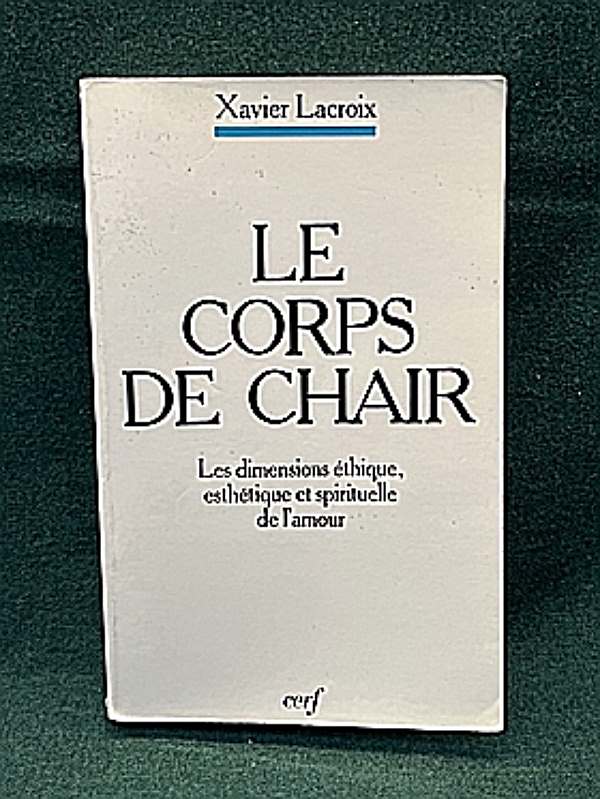 Xavier Lacroix
LE
CORPS
DE CHAIR
Les dimensions éthique,
esthétique et spirituelle
de l'amour
cerf